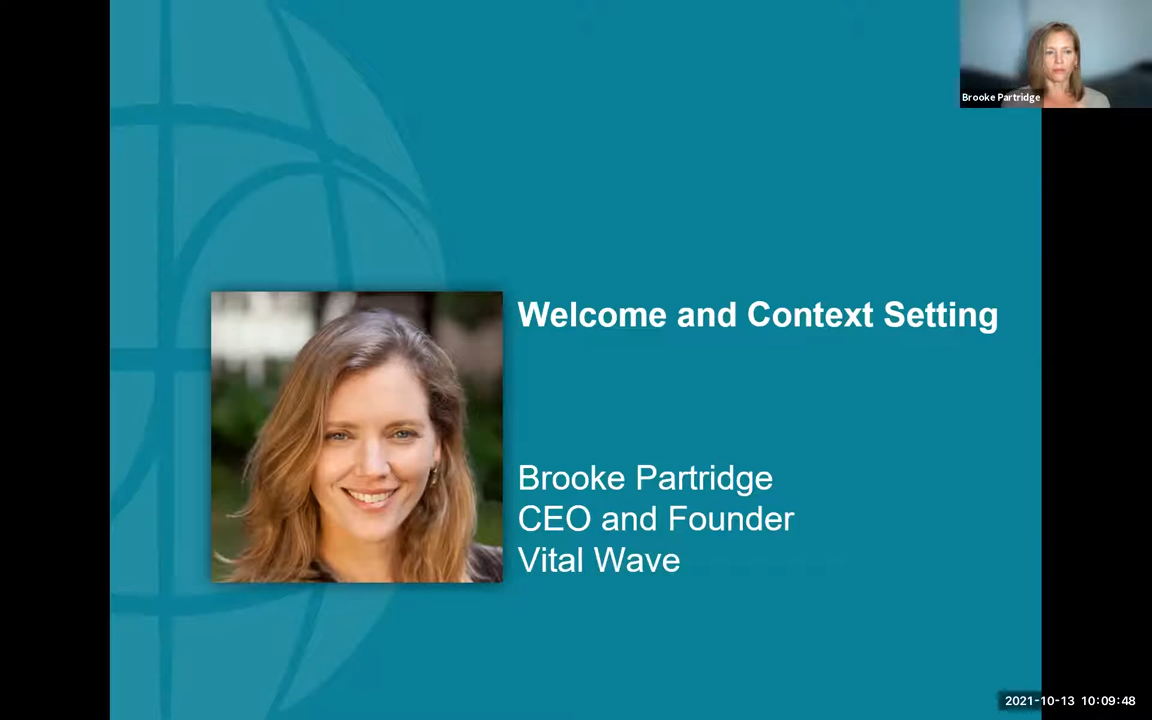 Brooke Partridge
Welcome and Context Setting
Brooke Partridge
CEO and Founder
Vital Wave
2021-10-13 10:09:48